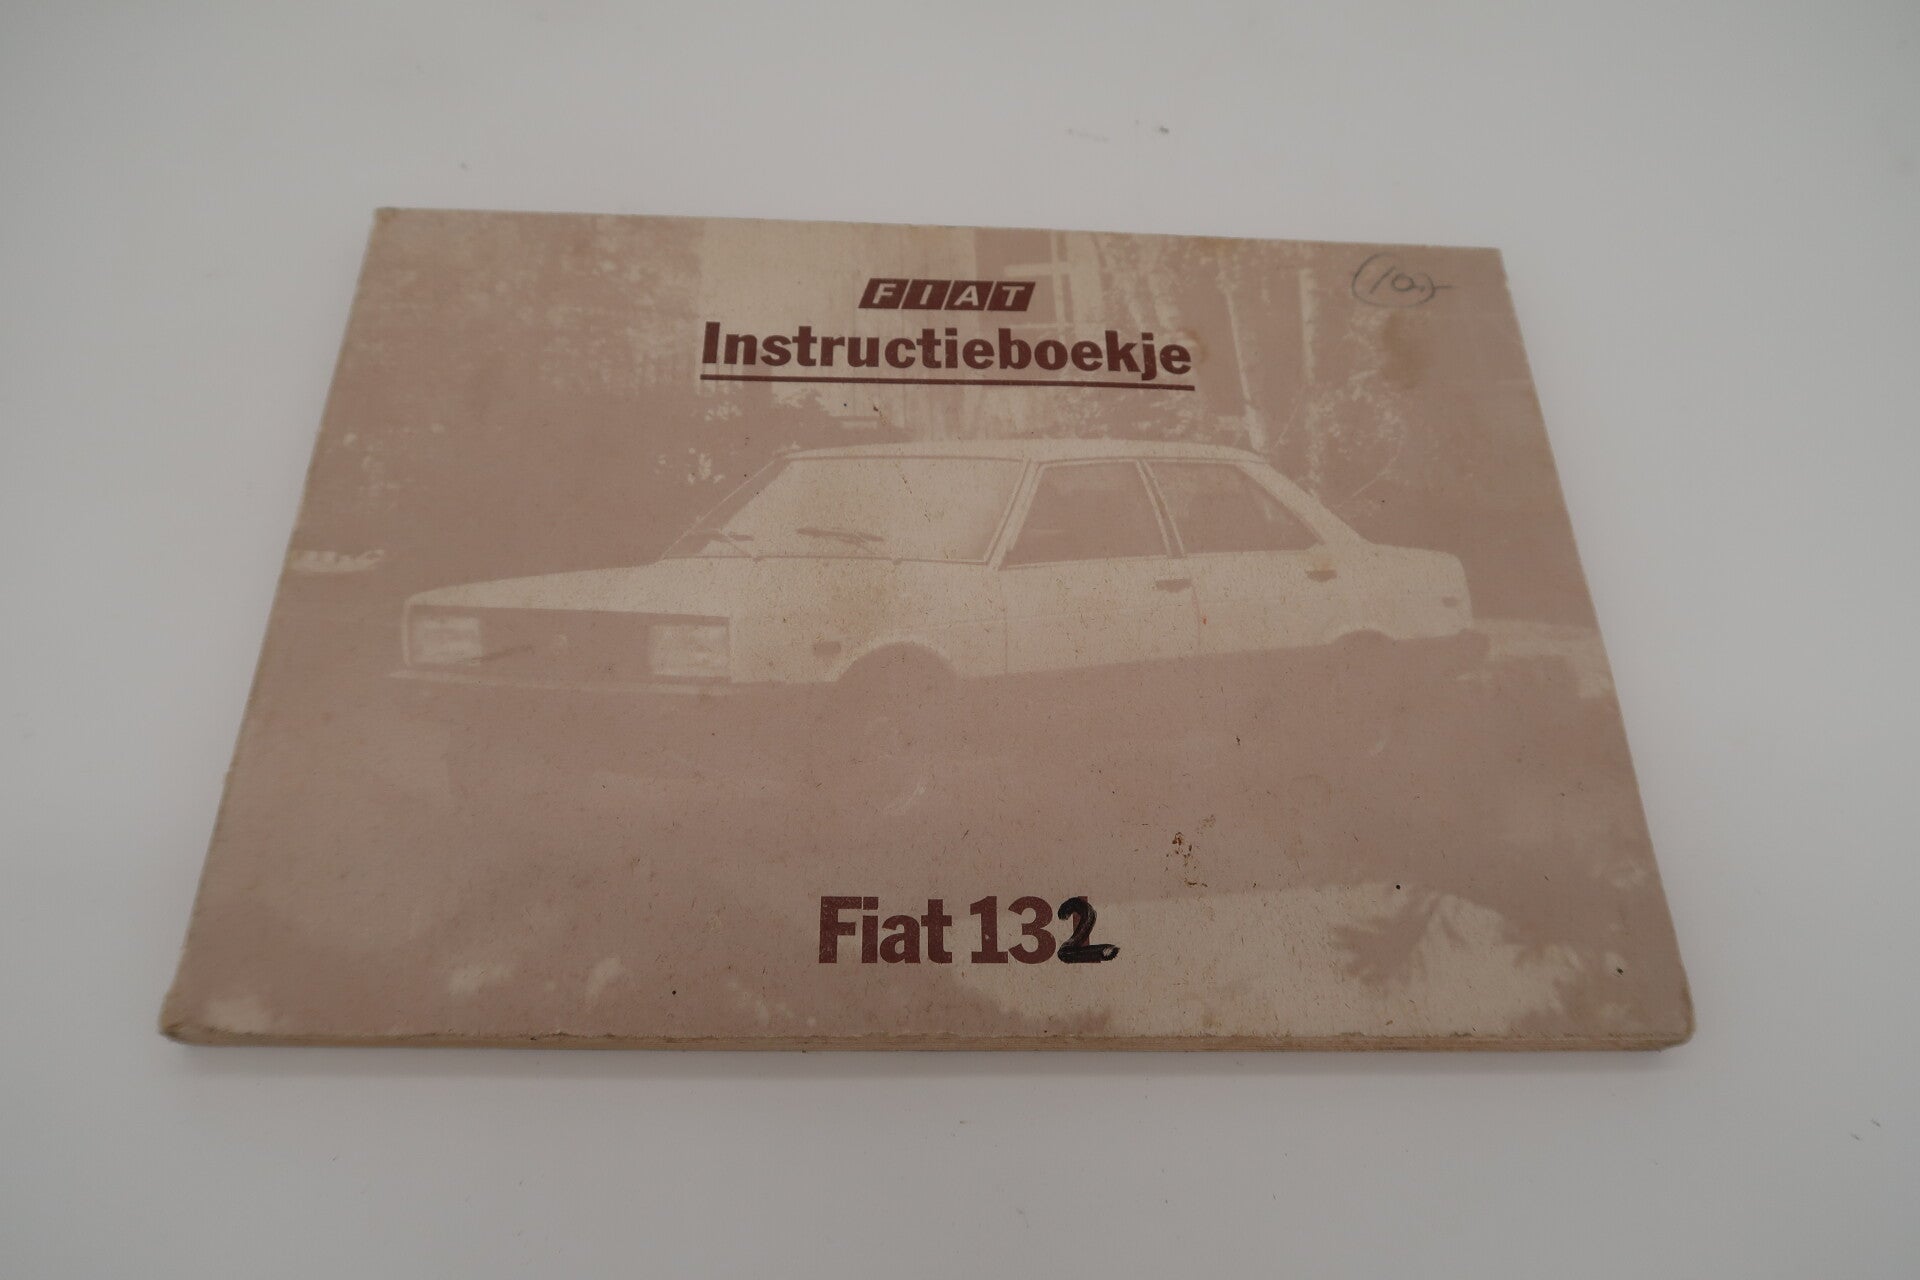 FIAT
(10,-)
Instructieboekje
Fiat 132